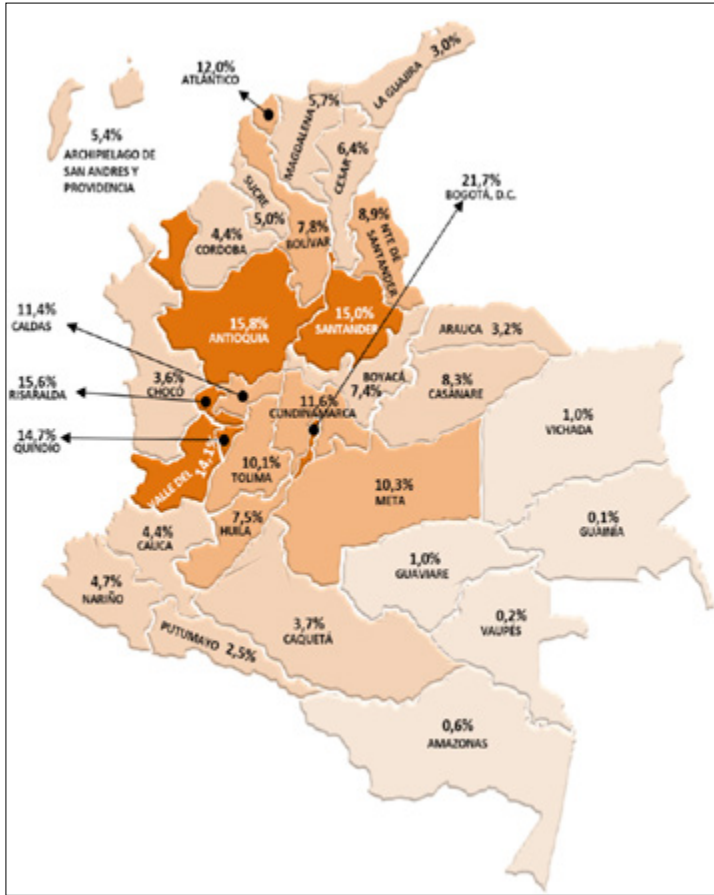 12,0%
ATLÁNTICO
3,0%
LA GUAJIRA
5,7%
MAGDALENA
6,4%
CESAR
5,4%
ARCHIPIELAGO DE
SAN ANDRES Y
PROVIDENCIA
21,7%
BOGOTÁ, D.C.
SUCRE
5,0%
4,4%
CORDOBA
7,8%
BOLÍVAR
8,9%
NTE DE
SANTANDER
11,4%
CALDAS
15,8%
ANTIOQUIA
15,0%
SANTANDER
ARAUCA 3,2%
15,6%
RISARALDA
3,6%
CHOCÓ
11,6%
CUNDINAMARCA
BOYACÁ
7,4%
8,3%
CASANARE
1,0%
VICHADA
14,7%
QUINDIO
VALLE DEL
14,1%
10,1%
TOLIMA
10,3%
META
4,4%
CAUCA
7,5%
HUILA
0,1%
GUAINÍA
1,0%
GUAVIARE
4,7%
NARIÑO
3,7%
CAQUETÁ
0,2%
VAUPÉS
PUTUMAYO 2,5%
0,6%
AMAZONAS